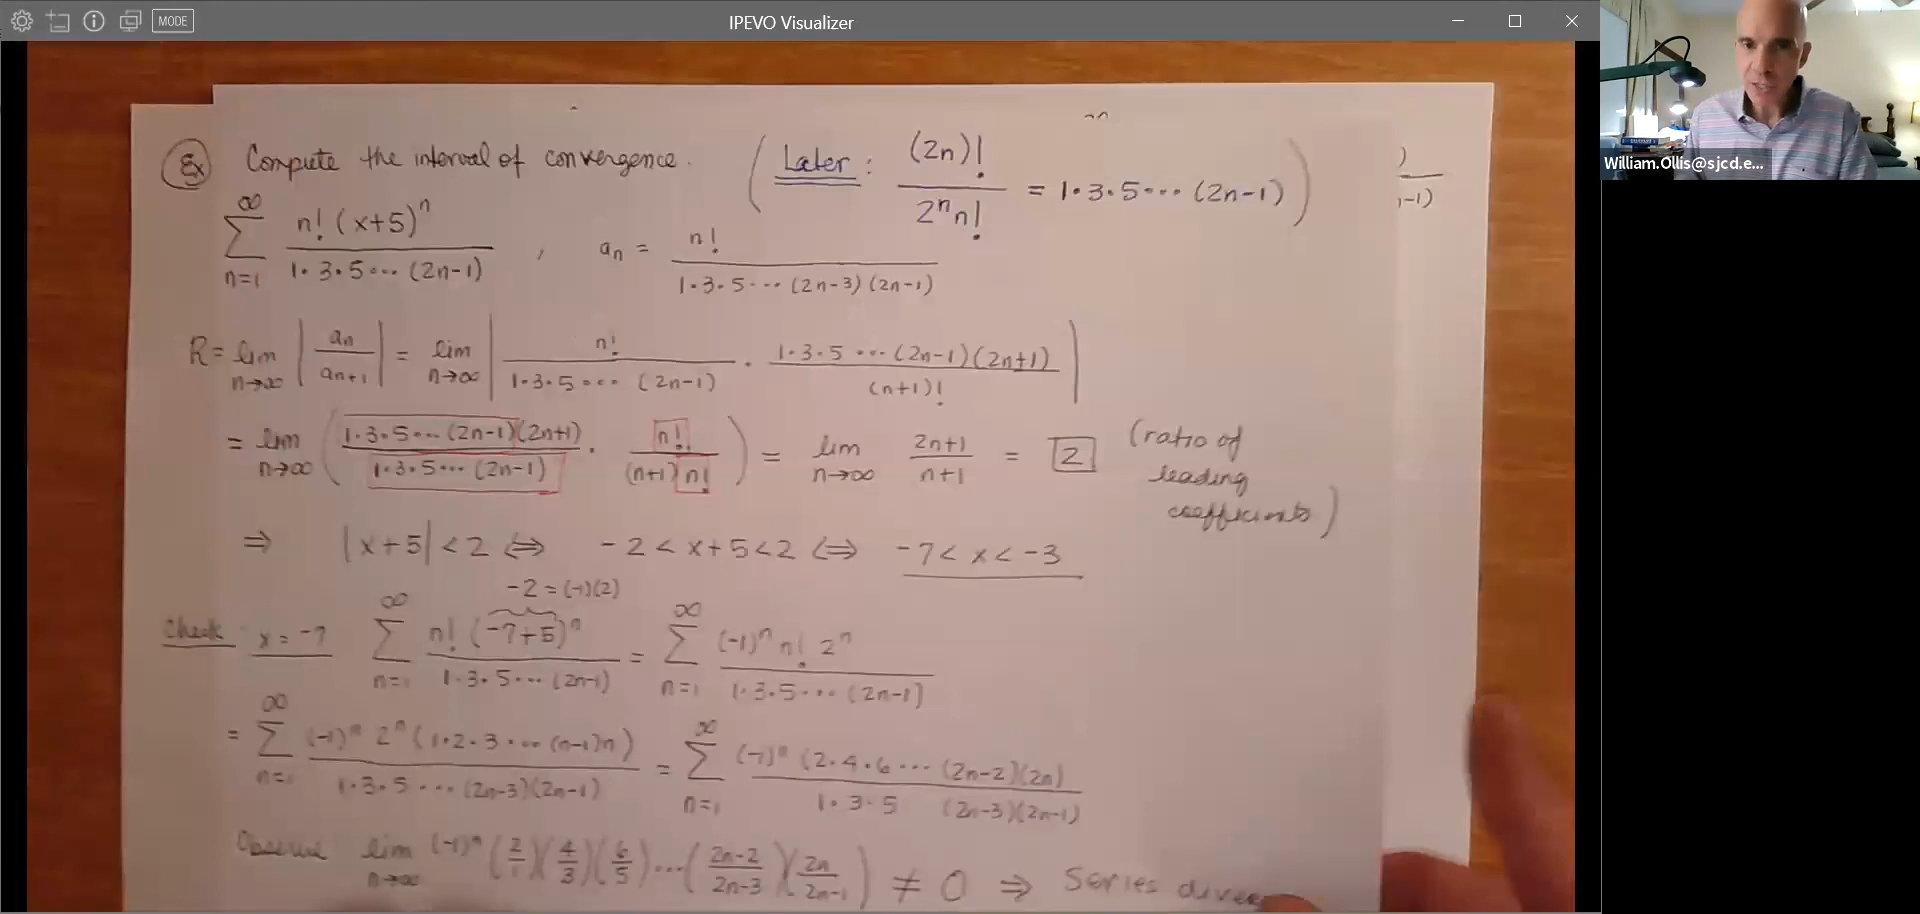 MODE
IPEVO Visualizer
William.Ollis@sjcd.e...
Ex Compute the interval of convergence. (Later: (2n)! / 2ⁿ n! = 1·3·5···(2n-1))
∑_{n=1}^{∞} n!(x+5)ⁿ / 1·3·5···(2n-1) , aₙ = n! / 1·3·5···(2n-3)(2n-1)
R = lim_{n→∞} |aₙ / aₙ₊₁| = lim_{n→∞} | n! / 1·3·5···(2n-1) · 1·3·5···(2n-1)(2n+1) / (n+1)! |
= lim_{n→∞} ( 1·3·5···(2n-1)(2n+1) / 1·3·5···(2n-1) · n! / (n+1)n! ) = lim_{n→∞} 2n+1 / n+1 = 2 (ratio of
leading
coefficients)
⇒ |x+5| < 2 ⇔ -2 < x+5 < 2 ⇔ -7 < x < -3
-2 = (-1)(2)
Check x = -7 ∑_{n=1}^{∞} n!(-7+5)ⁿ / 1·3·5···(2n-1) = ∑_{n=1}^{∞} (-1)ⁿ n! 2ⁿ / 1·3·5···(2n-1)
= ∑_{n=1}^{∞} (-1)ⁿ 2ⁿ (1·2·3···(n-1)n) / 1·3·5···(2n-3)(2n-1) = ∑_{n=1}^{∞} (-1)ⁿ (2·4·6···(2n-2)(2n) / 1·3·5 (2n-3)(2n-1)
Observe lim_{n→∞} (-1)ⁿ (2/1)(4/3)(6/5)···(2n-2 / 2n-3)(2n / 2n-1) ≠ 0 ⇒ Series diver